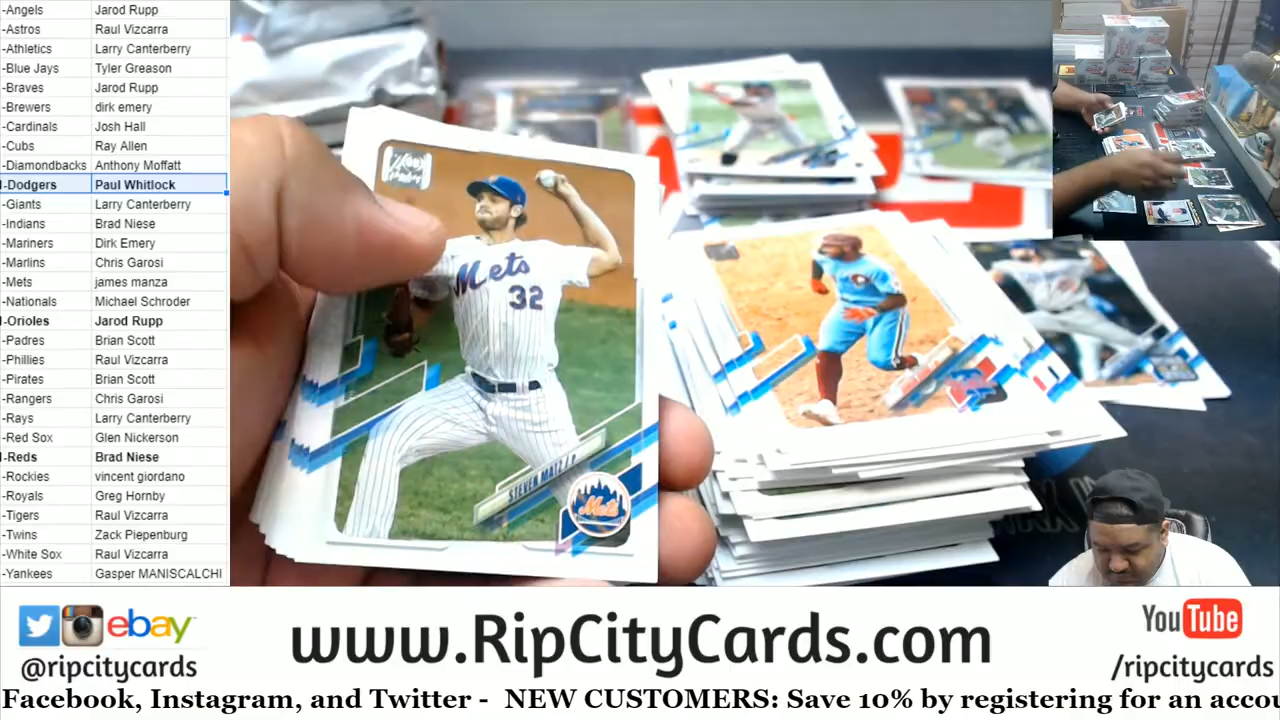 -Angels Jarod Rupp
-Astros Raul Vizcarra
-Athletics Larry Canterberry
-Blue Jays Tyler Greason
-Braves Jarod Rupp
-Brewers dirk emery
-Cardinals Josh Hall
-Cubs Ray Allen
-Diamondbacks Anthony Moffatt
-Dodgers Paul Whitlock
-Giants Larry Canterberry
-Indians Brad Niese
-Mariners Dirk Emery
-Marlins Chris Garosi
-Mets james manza
-Nationals Michael Schroder
-Orioles Jarod Rupp
-Padres Brian Scott
-Phillies Raul Vizcarra
-Pirates Brian Scott
-Rangers Chris Garosi
-Rays Larry Canterberry
-Red Sox Glen Nickerson
-Reds Brad Niese
-Rockies vincent giordano
-Royals Greg Hornby
-Tigers Raul Vizcarra
-Twins Zack Piepenburg
-White Sox Raul Vizcarra
-Yankees Gasper MANISCALCHI
Mets
32
STEVEN MATZ / P
Mets
ebay
@ripcitycards
www.RipCityCards.com
YouTube
/ripcitycards
Facebook, Instagram, and Twitter - NEW CUSTOMERS: Save 10% by registering for an accou